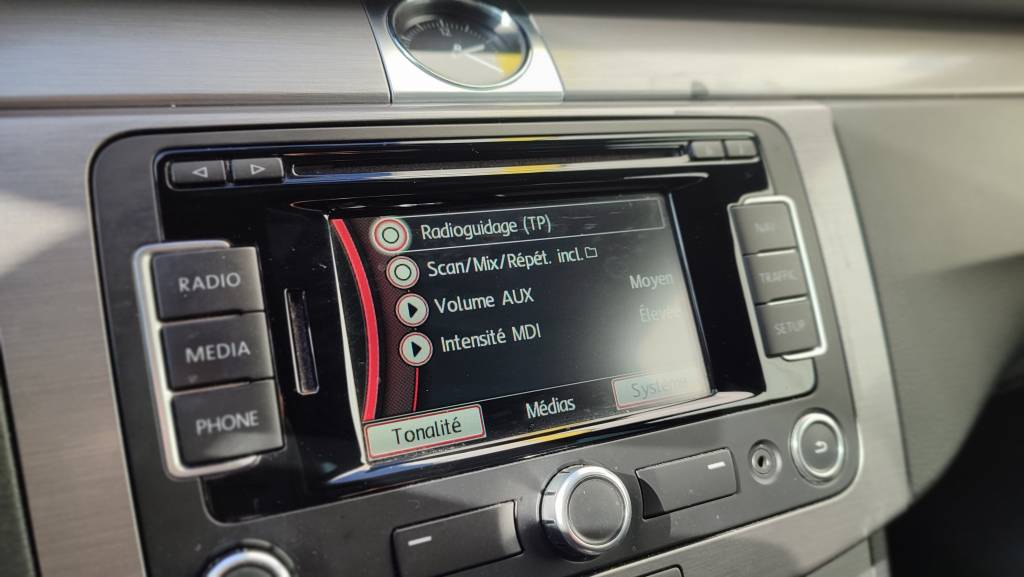 RADIO
MEDIA
PHONE
Radioguidage (TP)
Scan/Mix/Répét. incl.
Volume AUX Moyen
Intensité MDI Élevée
Tonalité Médias Système
NAV
TRAFFIC
SETUP